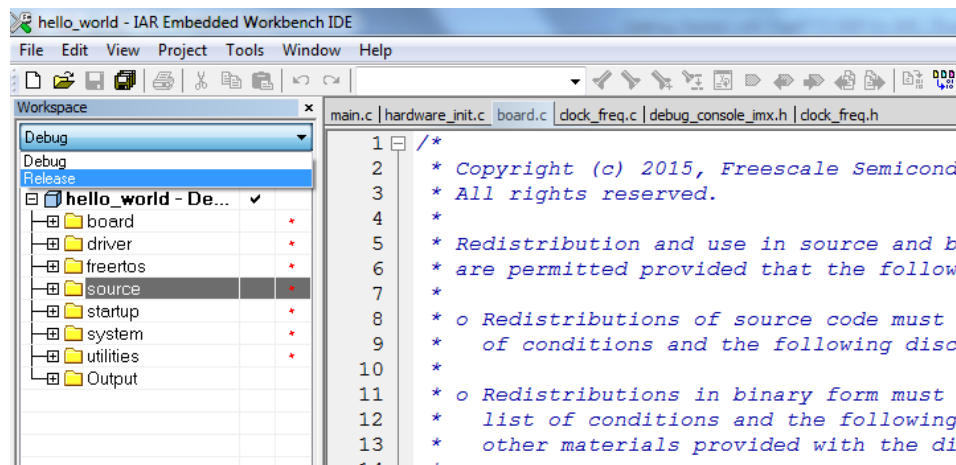 hello_world - IAR Embedded Workbench IDE
File Edit View Project Tools Window Help
Workspace
main.c hardware_init.c board.c clock_freq.c debug_console_imx.h clock_freq.h
Debug
Debug
Release
hello_world - De...
board
driver
freertos
source
startup
system
utilities
Output
1 /*
2 * Copyright (c) 2015, Freescale Semicond
3 * All rights reserved.
4 *
5 * Redistribution and use in source and b
6 * are permitted provided that the follow
7 *
8 * o Redistributions of source code must
9 * of conditions and the following disc
10 *
11 * o Redistributions in binary form must
12 * list of conditions and the following
13 * other materials provided with the di